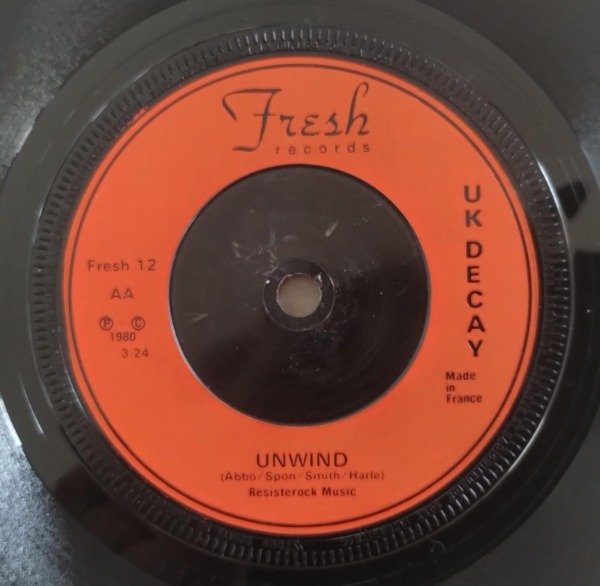 Fresh
records
UK DECAY
Fresh 12
AA
Ⓟ ©
1980
3 24
Made
in
France
UNWIND
(Abbo/Spon/Smith/Harle)
Resisterock Music